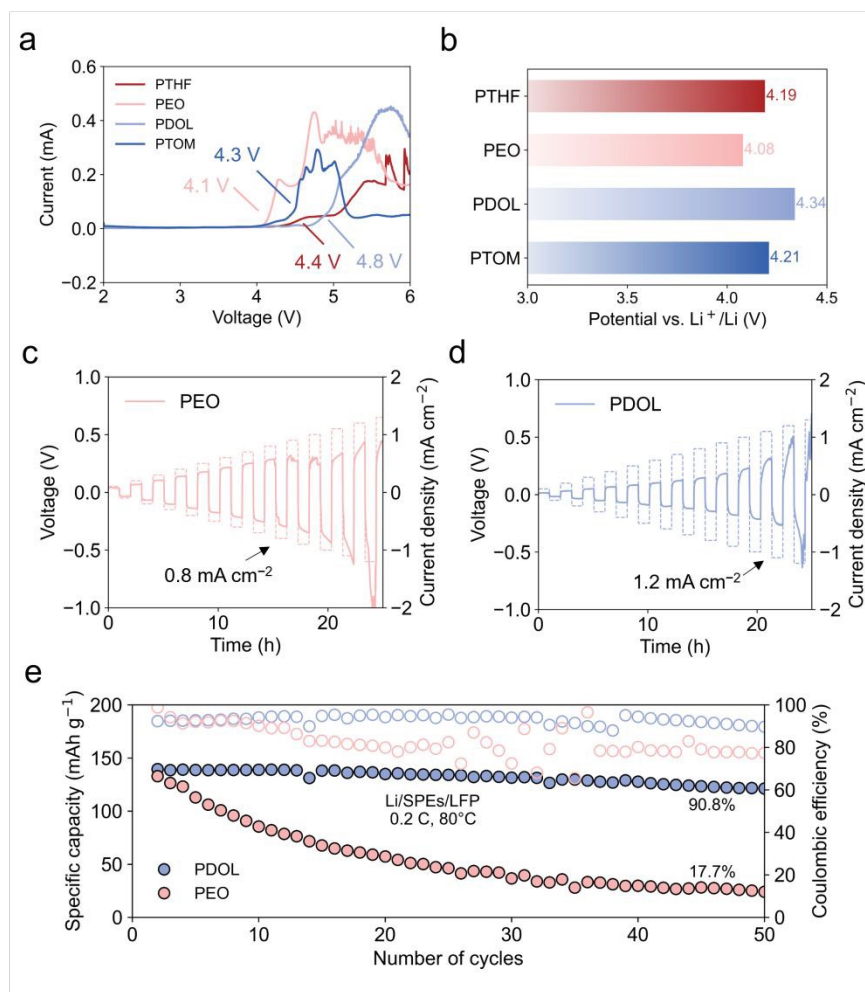 a
0.6
0.4
0.2
0.0
−0.2
Current (mA)
PTHF
PEO
PDOL
PTOM
4.1 V
4.3 V
4.4 V
4.8 V
2
3
4
5
6
Voltage (V)
b
PTHF
PEO
PDOL
PTOM
4.19
4.08
4.34
4.21
3.0
3.5
4.0
4.5
Potential vs. Li⁺/Li (V)
c
1.0
0.5
0.0
−0.5
−1.0
Voltage (V)
PEO
0.8 mA cm⁻²
2
1
0
−1
−2
Current density (mA cm⁻²)
0
10
20
Time (h)
d
1.0
0.5
0.0
−0.5
−1.0
Voltage (V)
PDOL
1.2 mA cm⁻²
2
1
0
−1
−2
Current density (mA cm⁻²)
0
10
20
Time (h)
e
200
150
100
50
0
Specific capacity (mAh g⁻¹)
Li/SPEs/LFP
0.2 C, 80°C
90.8%
17.7%
PDOL
PEO
100
80
60
40
20
0
Coulombic efficiency (%)
0
10
20
30
40
50
Number of cycles